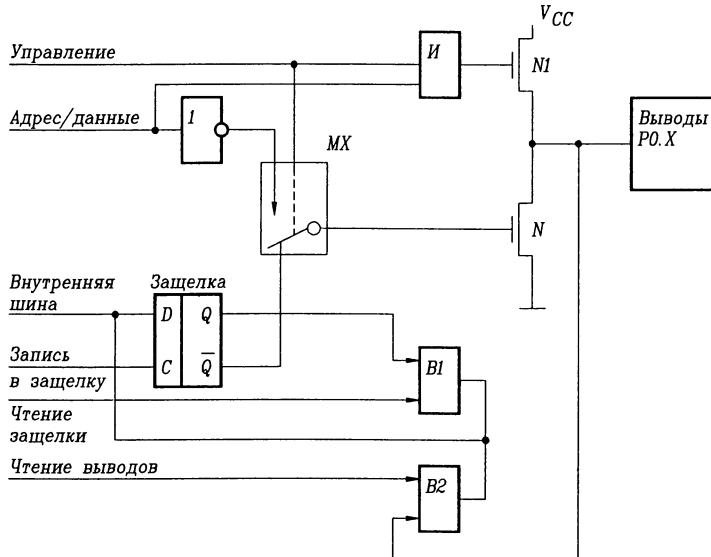 V CC
Управление
И
N1
Адрес/данные
1
Выводы
P0.X
MX
N
Внутренняя
шина
Защелка
D
Q
Запись
в защелку
C
Q̅
B1
Чтение
защелки
Чтение выводов
B2